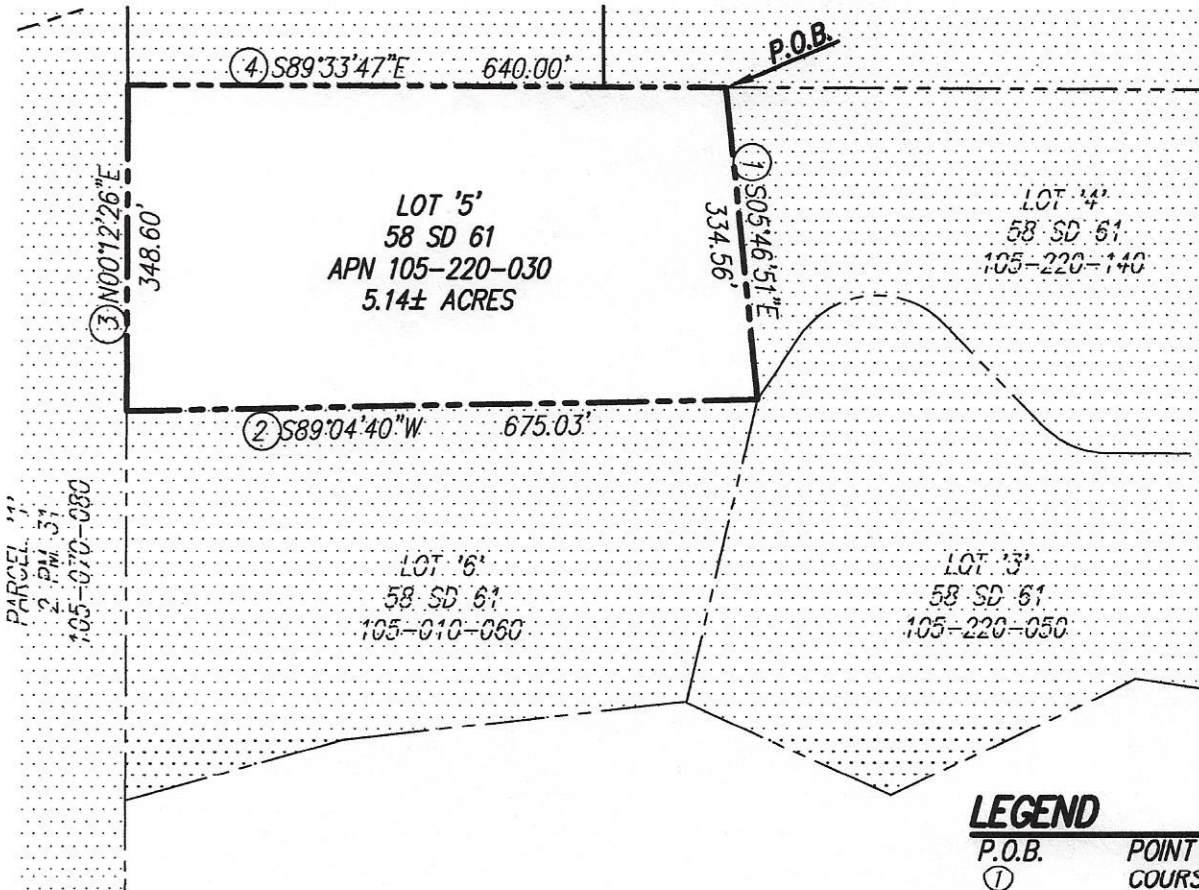 P.O.B.
④ S89°33'47"E 640.00'
① S05°46'51"E
334.56'
③ N00°12'26"E
348.60'
LOT '5'
58 SD 61
APN 105-220-030
5.14± ACRES
LOT '4'
58 SD 61
105-220-140
② S89°04'40"W 675.03'
PARCEL '1'
2 PM 31
105-070-080
LOT '6'
58 SD 61
105-010-060
LOT '3'
58 SD 61
105-220-050
LEGEND
P.O.B. POINT
① COURS